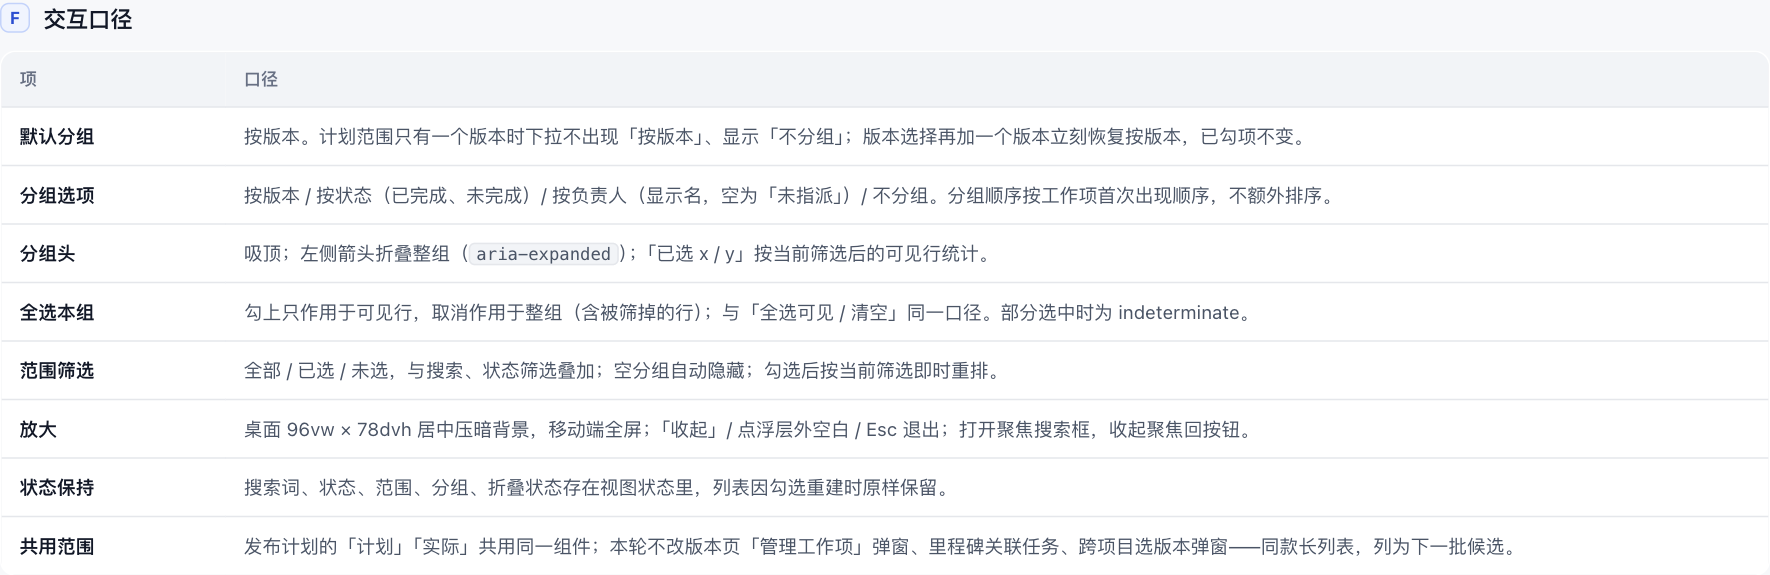 F 交互口径
项 口径
默认分组 按版本。计划范围只有一个版本时下拉不出现「按版本」、显示「不分组」；版本选择再加一个版本立刻恢复按版本，已勾项不变。
分组选项 按版本 / 按状态（已完成、未完成）/ 按负责人（显示名，空为「未指派」）/ 不分组。分组顺序按工作项首次出现顺序，不额外排序。
分组头 吸顶；左侧箭头折叠整组（aria-expanded）；「已选 x / y」按当前筛选后的可见行统计。
全选本组 勾上只作用于可见行，取消作用于整组（含被筛掉的行）；与「全选可见 / 清空」同一口径。部分选中时为 indeterminate。
范围筛选 全部 / 已选 / 未选，与搜索、状态筛选叠加；空分组自动隐藏；勾选后按当前筛选即时重排。
放大 桌面 96vw × 78dvh 居中压暗背景，移动端全屏；「收起」/ 点浮层外空白 / Esc 退出；打开聚焦搜索框，收起聚焦回按钮。
状态保持 搜索词、状态、范围、分组、折叠状态存在视图状态里，列表因勾选重建时原样保留。
共用范围 发布计划的「计划」「实际」共用同一组件；本轮不改版本页「管理工作项」弹窗、里程碑关联任务、跨项目选版本弹窗——同款长列表，列为下一批候选。